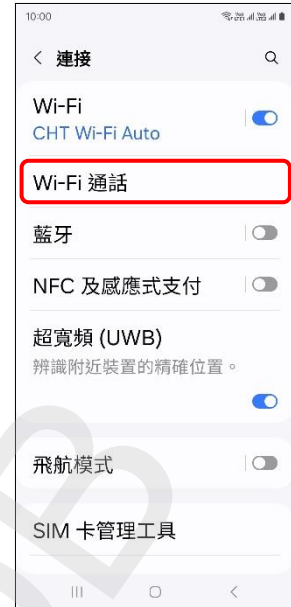 10:00
連接
Wi-Fi
CHT Wi-Fi Auto
Wi-Fi 通話
藍牙
NFC 及感應式支付
超寬頻 (UWB)
辨識附近裝置的精確位置。
飛航模式
SIM 卡管理工具